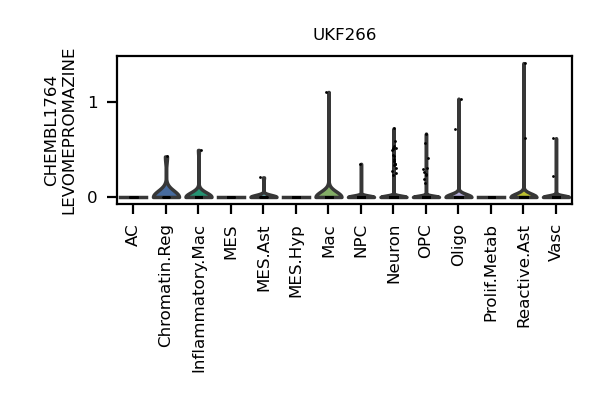 UKF266
CHEMBL1764
LEVOMEPROMAZINE
1
0
AC
Chromatin.Reg
Inflammatory.Mac
MES
MES.Ast
MES.Hyp
Mac
NPC
Neuron
OPC
Oligo
Prolif.Metab
Reactive.Ast
Vasc